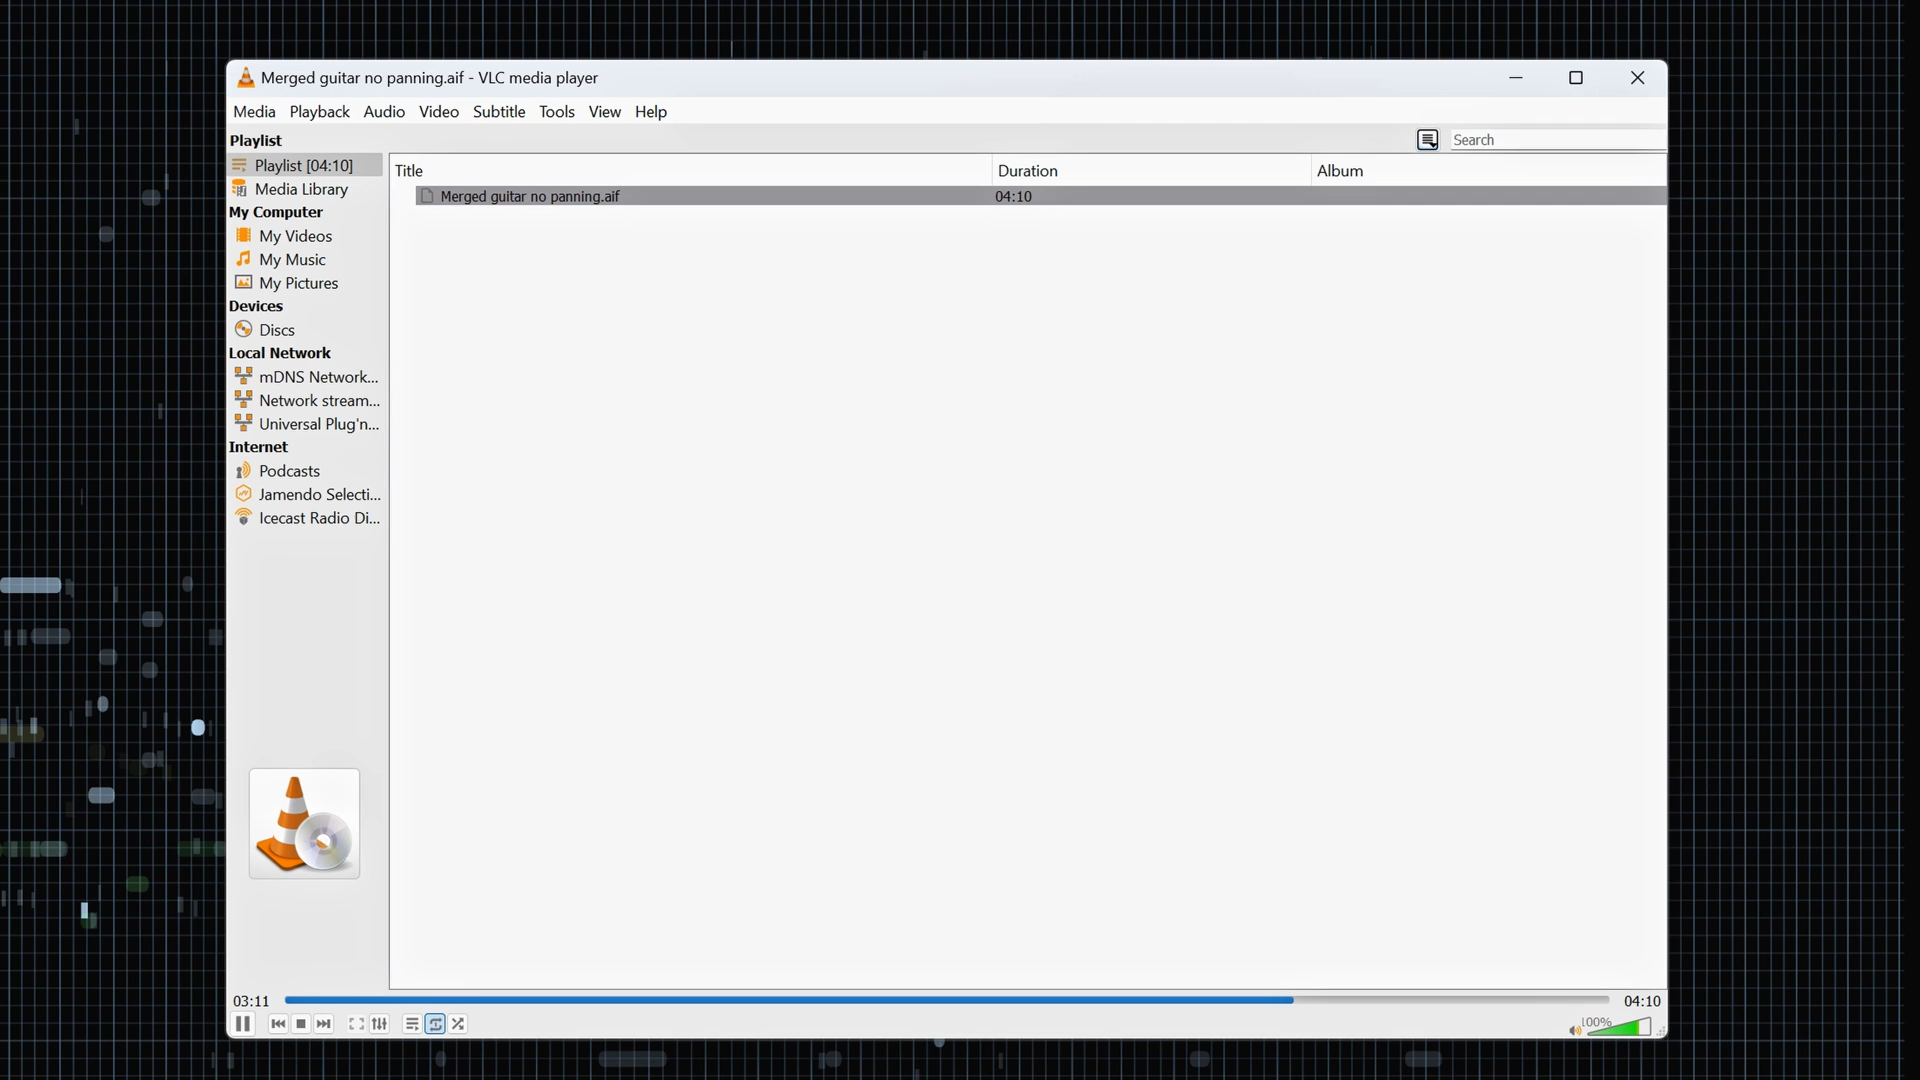 Merged guitar no panning.aif - VLC media player
Media Playback Audio Video Subtitle Tools View Help
Playlist
Search
Playlist [04:10]
Title Duration Album
Media Library
Merged guitar no panning.aif 04:10
My Computer
My Videos
My Music
My Pictures
Devices
Discs
Local Network
mDNS Network...
Network stream...
Universal Plug'n...
Internet
Podcasts
Jamendo Selecti...
Icecast Radio Di...
03:11 04:10
100%